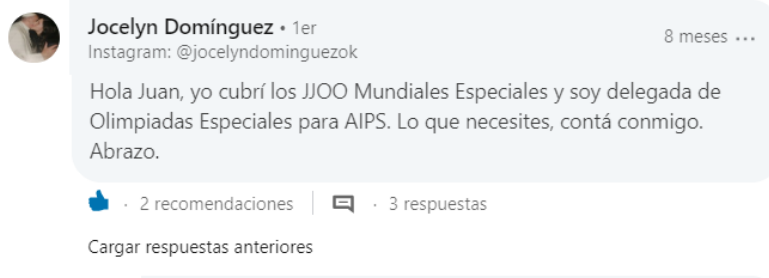 Jocelyn Domínguez • 1er
Instagram: @jocelyndominguezok
8 meses ...
Hola Juan, yo cubrí los JJOO Mundiales Especiales y soy delegada de
Olimpiadas Especiales para AIPS. Lo que necesites, contá conmigo.
Abrazo.
· 2 recomendaciones · 3 respuestas
Cargar respuestas anteriores